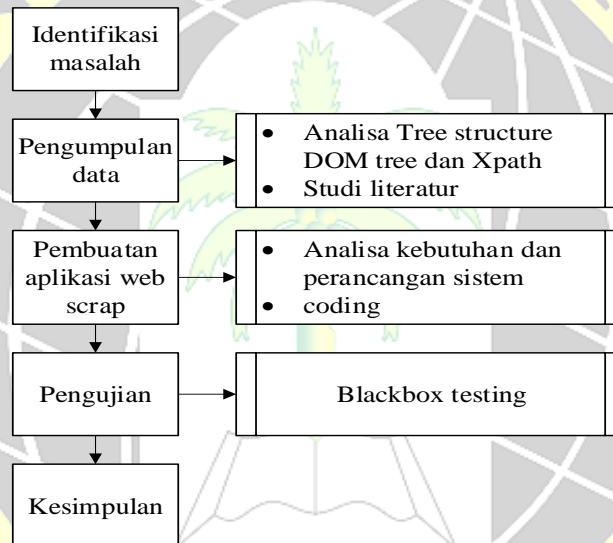 Identifikasi
masalah
Pengumpulan
data
• Analisa Tree structure
DOM tree dan Xpath
• Studi literatur
Pembuatan
aplikasi web
scrap
• Analisa kebutuhan dan
perancangan sistem
• coding
Pengujian
Blackbox testing
Kesimpulan